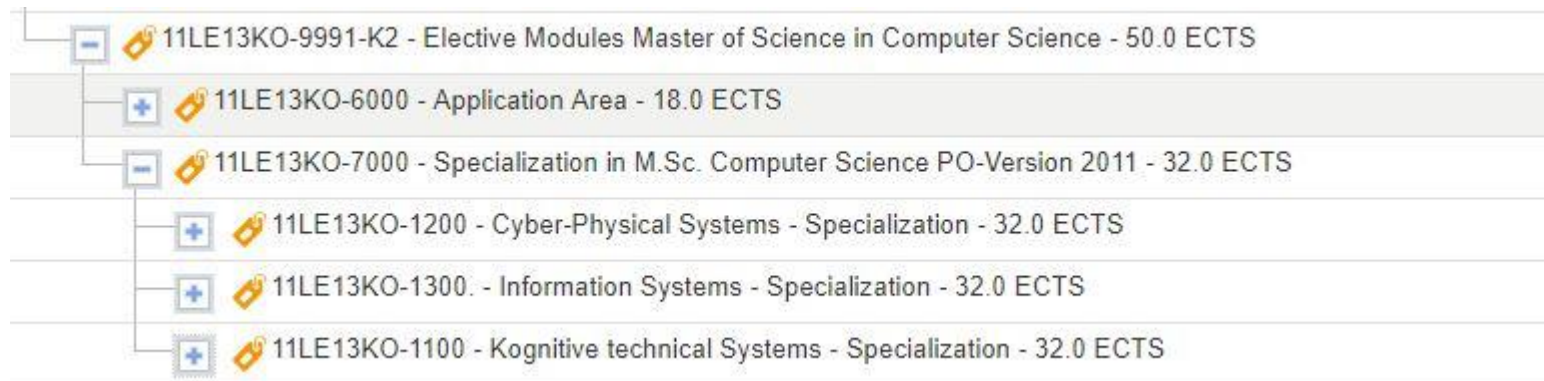 11LE13KO-9991-K2 - Elective Modules Master of Science in Computer Science - 50.0 ECTS
11LE13KO-6000 - Application Area - 18.0 ECTS
11LE13KO-7000 - Specialization in M.Sc. Computer Science PO-Version 2011 - 32.0 ECTS
11LE13KO-1200 - Cyber-Physical Systems - Specialization - 32.0 ECTS
11LE13KO-1300. - Information Systems - Specialization - 32.0 ECTS
11LE13KO-1100 - Kognitive technical Systems - Specialization - 32.0 ECTS